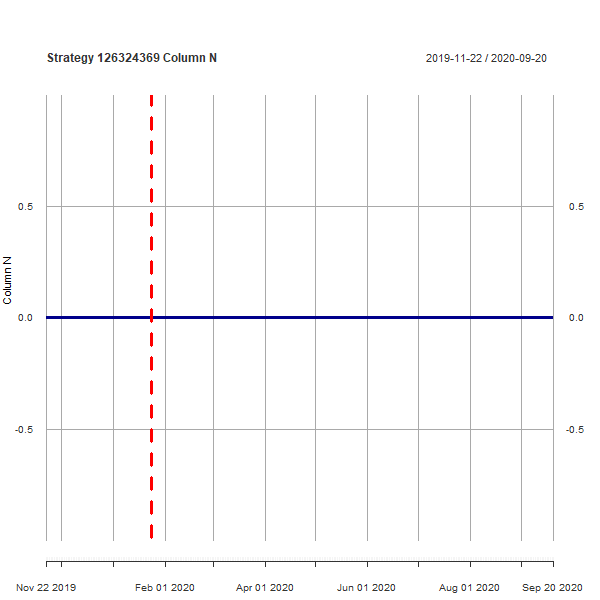 Strategy 126324369 Column N
2019-11-22 / 2020-09-20
Column N
0.5
0.5
0.0
0.0
-0.5
-0.5
Nov 22 2019
Feb 01 2020
Apr 01 2020
Jun 01 2020
Aug 01 2020
Sep 20 2020